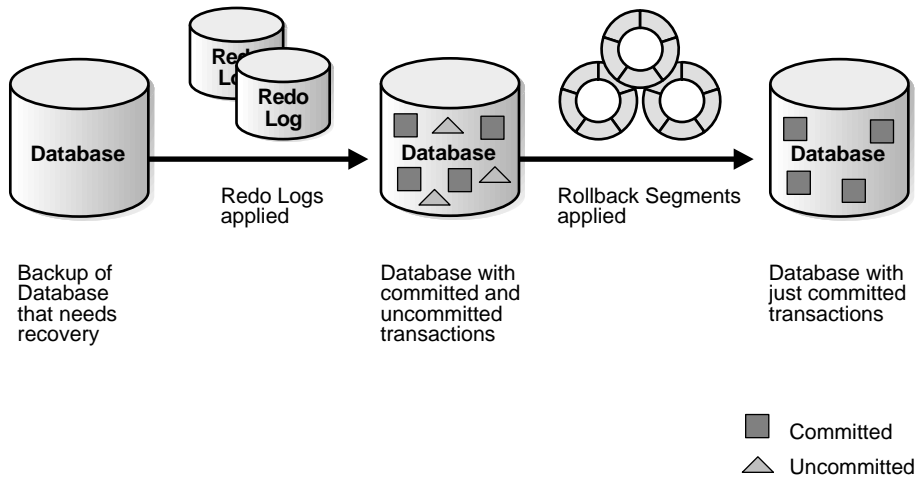 Redo
Log
Redo
Log
Database
Database
Database
Redo Logs
applied
Rollback Segments
applied
Backup of
Database
that needs
recovery
Database with
committed and
uncommitted
transactions
Database with
just committed
transactions
Committed
Uncommitted